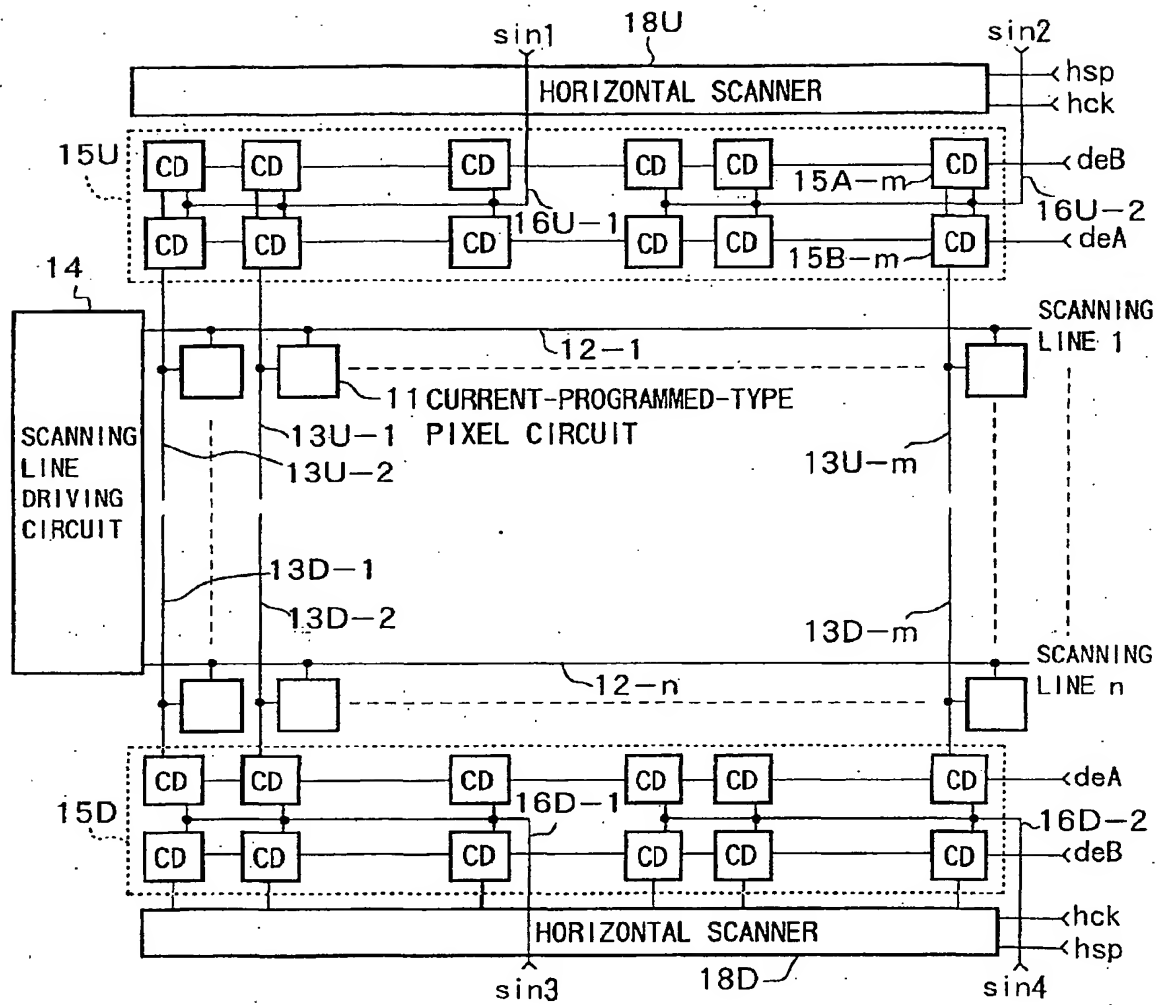 sin1
18U
sin2
HORIZONTAL SCANNER
hsp
hck
15U
CD CD CD CD CD CD
15A-m
deB
16U-1
16U-2
CD CD CD CD CD CD
15B-m
deA
14
SCANNING LINE DRIVING CIRCUIT
12-1
SCANNING
LINE 1
11 CURRENT-PROGRAMMED-TYPE
PIXEL CIRCUIT
13U-1
13U-2
13U-m
13D-1
13D-2
13D-m
12-n
SCANNING
LINE n
15D
CD CD CD CD CD CD
deA
16D-1
16D-2
CD CD CD CD CD CD
deB
HORIZONTAL SCANNER
hck
hsp
18D
sin3
sin4